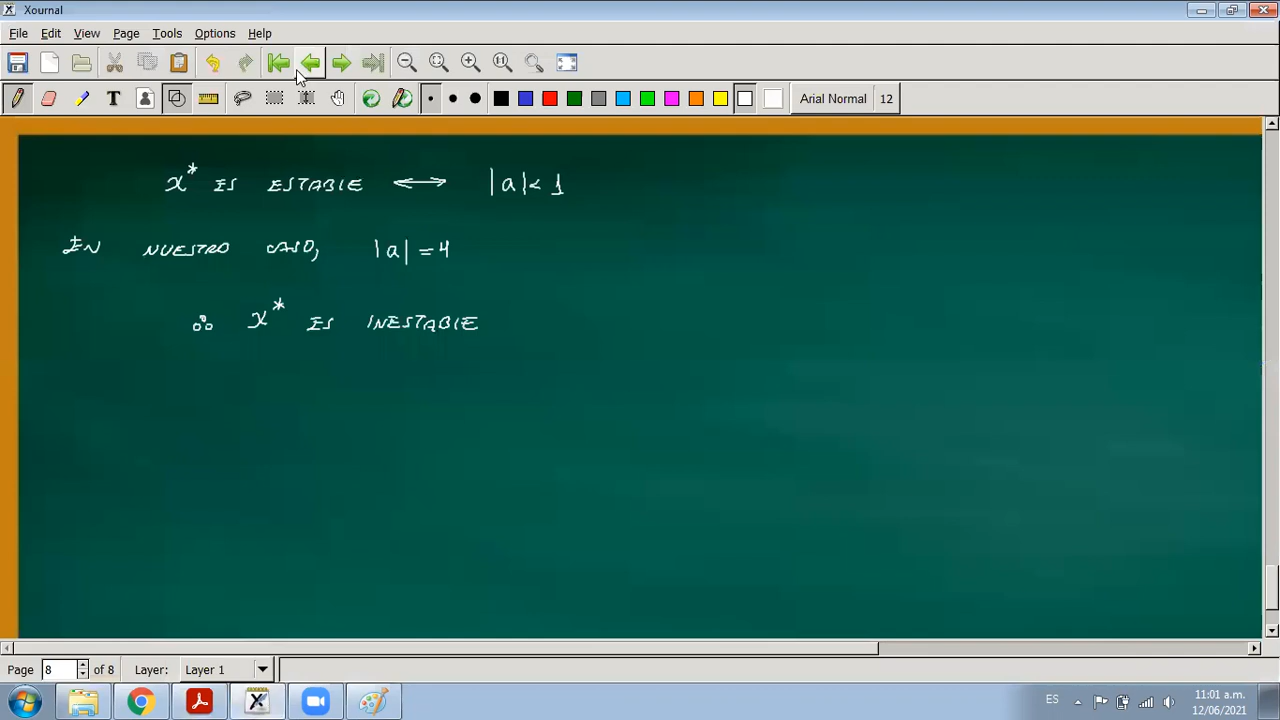 Xournal
File Edit View Page Tools Options Help
Arial Normal 12
x* ES ESTABLE ⟷ |a| < 1
EN NUESTRO CASO, |a| = 4
∴ x* ES INESTABLE
Page 8 of 8 Layer: Layer 1
ES 11:01 a.m.
12/06/2021